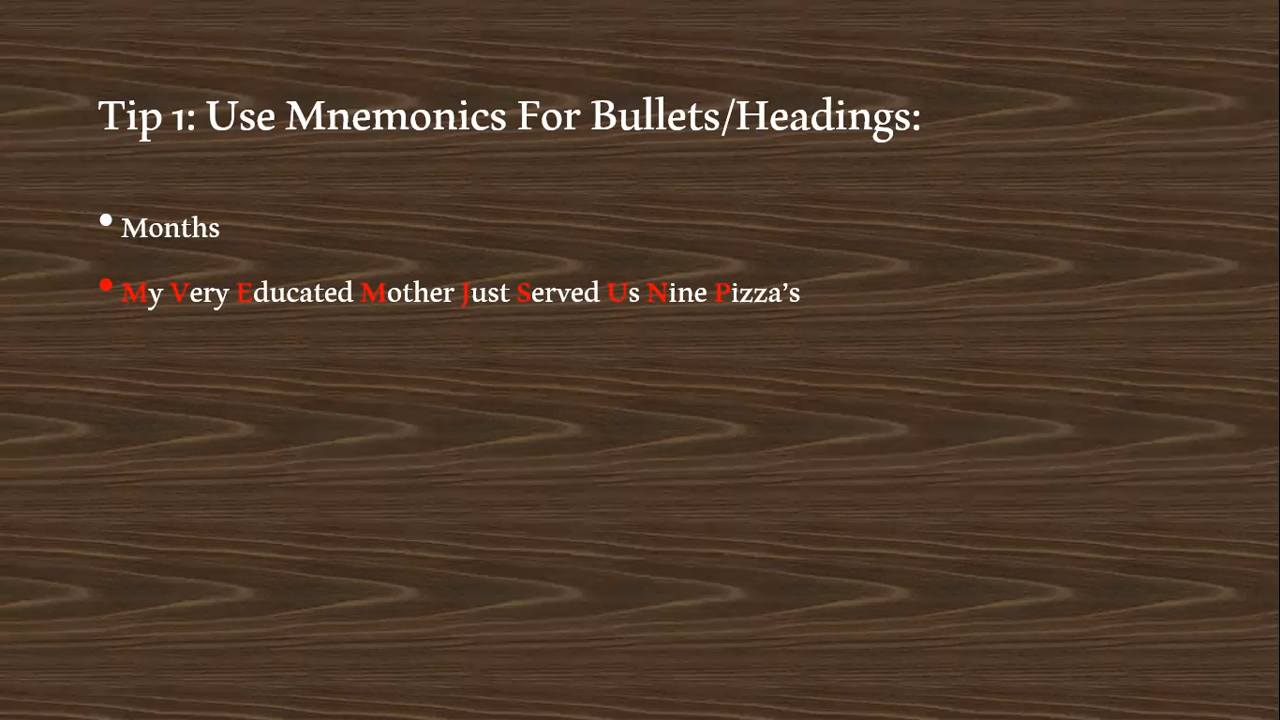 Tip 1: Use Mnemonics For Bullets/Headings:
• Months
• My Very Educated Mother Just Served Us Nine Pizza’s